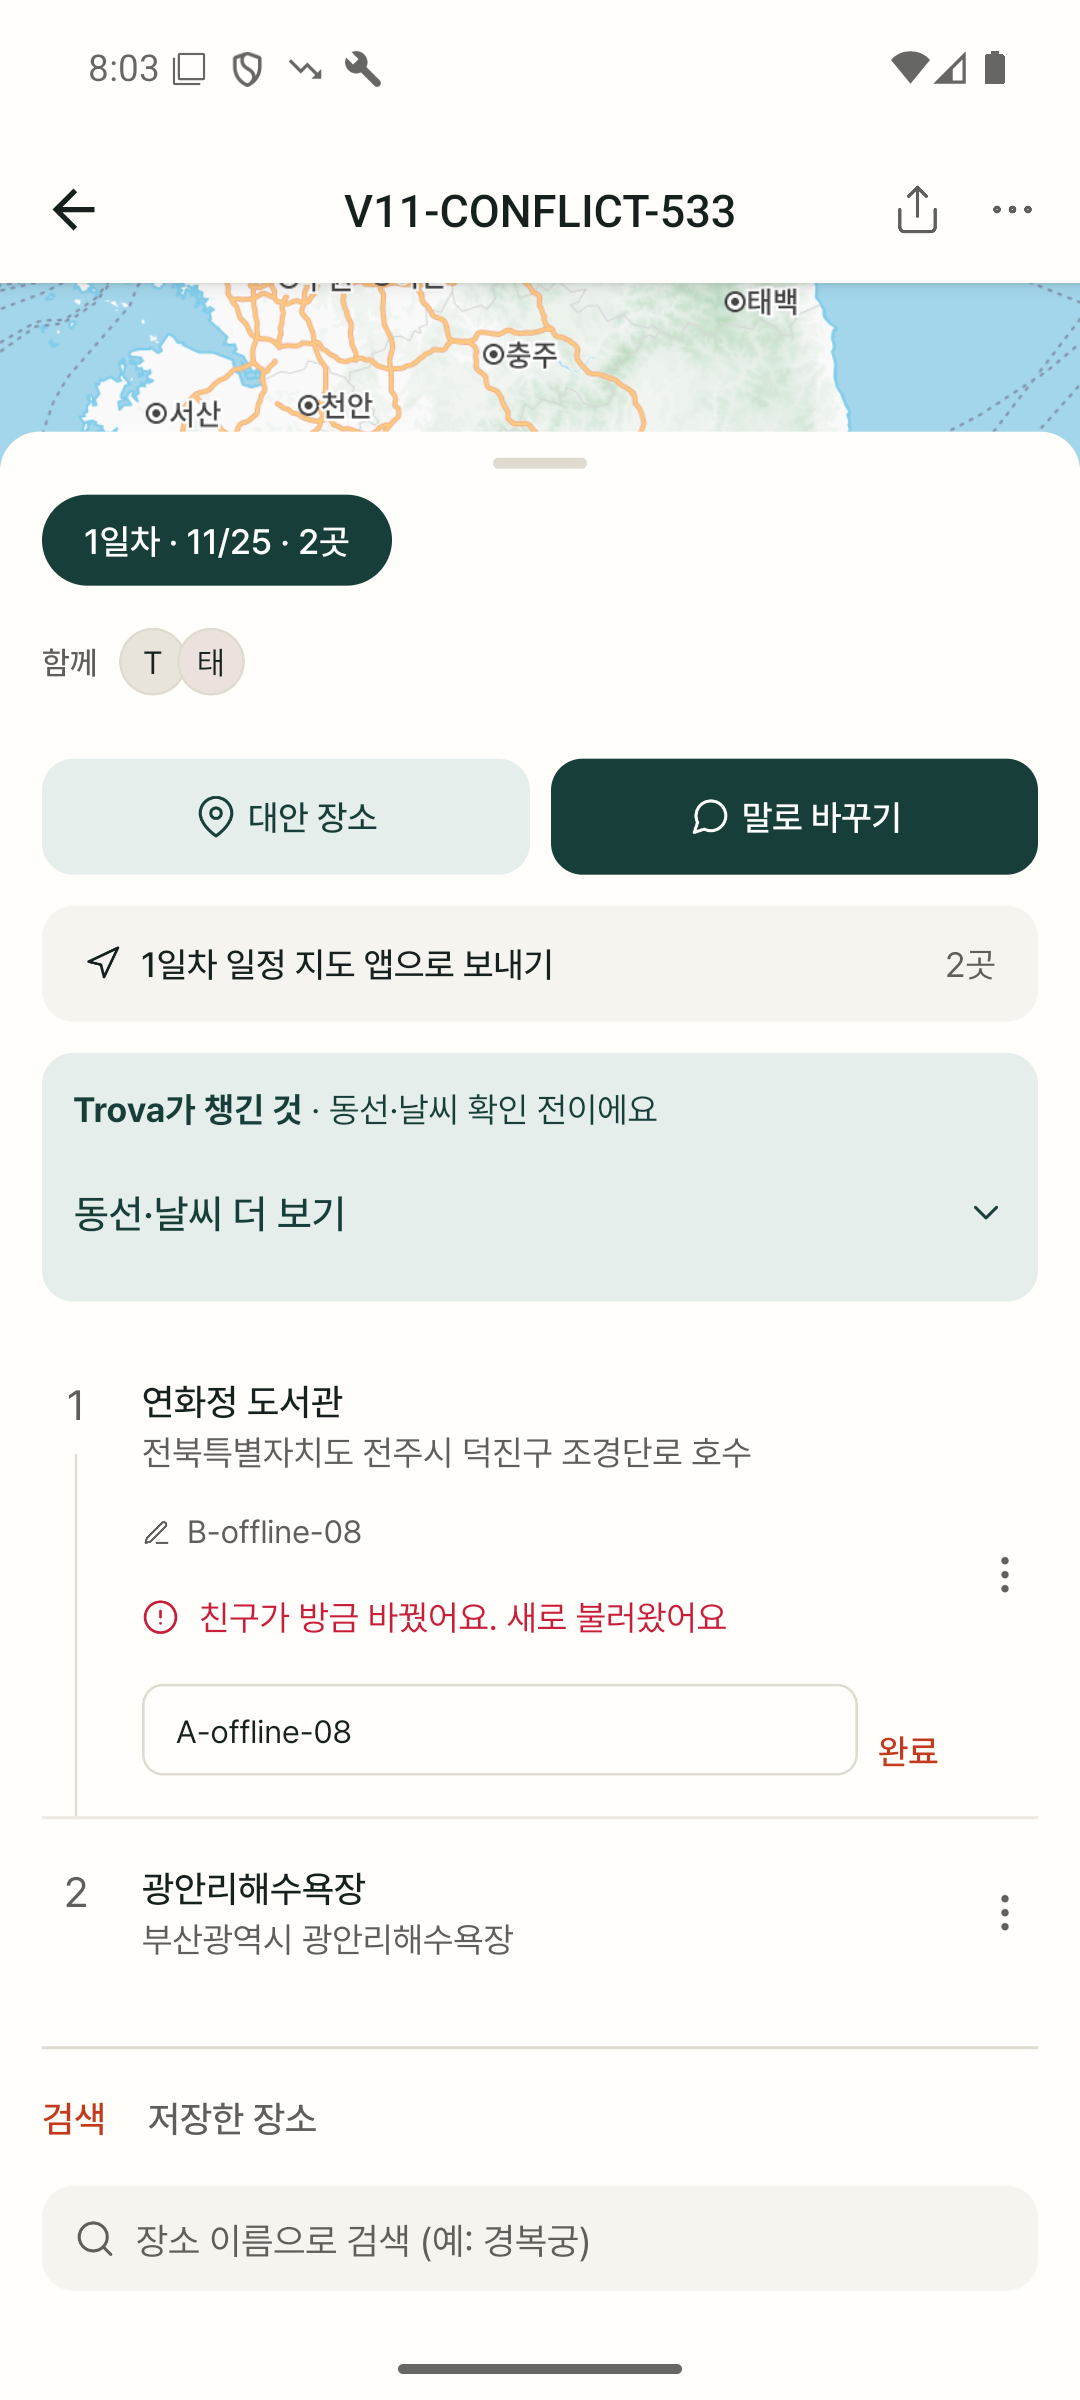 8:03
V11-CONFLICT-533
태백
충주
서산
천안
1일차 · 11/25 · 2곳
함께 T 태
대안 장소
말로 바꾸기
1일차 일정 지도 앱으로 보내기 2곳
Trova가 챙긴 것 · 동선·날씨 확인 전이에요
동선·날씨 더 보기
1 연화정 도서관
전북특별자치도 전주시 덕진구 조경단로 호수
B-offline-08
친구가 방금 바꿨어요. 새로 불러왔어요
A-offline-08
완료
2 광안리해수욕장
부산광역시 광안리해수욕장
검색 저장한 장소
장소 이름으로 검색 (예: 경복궁)